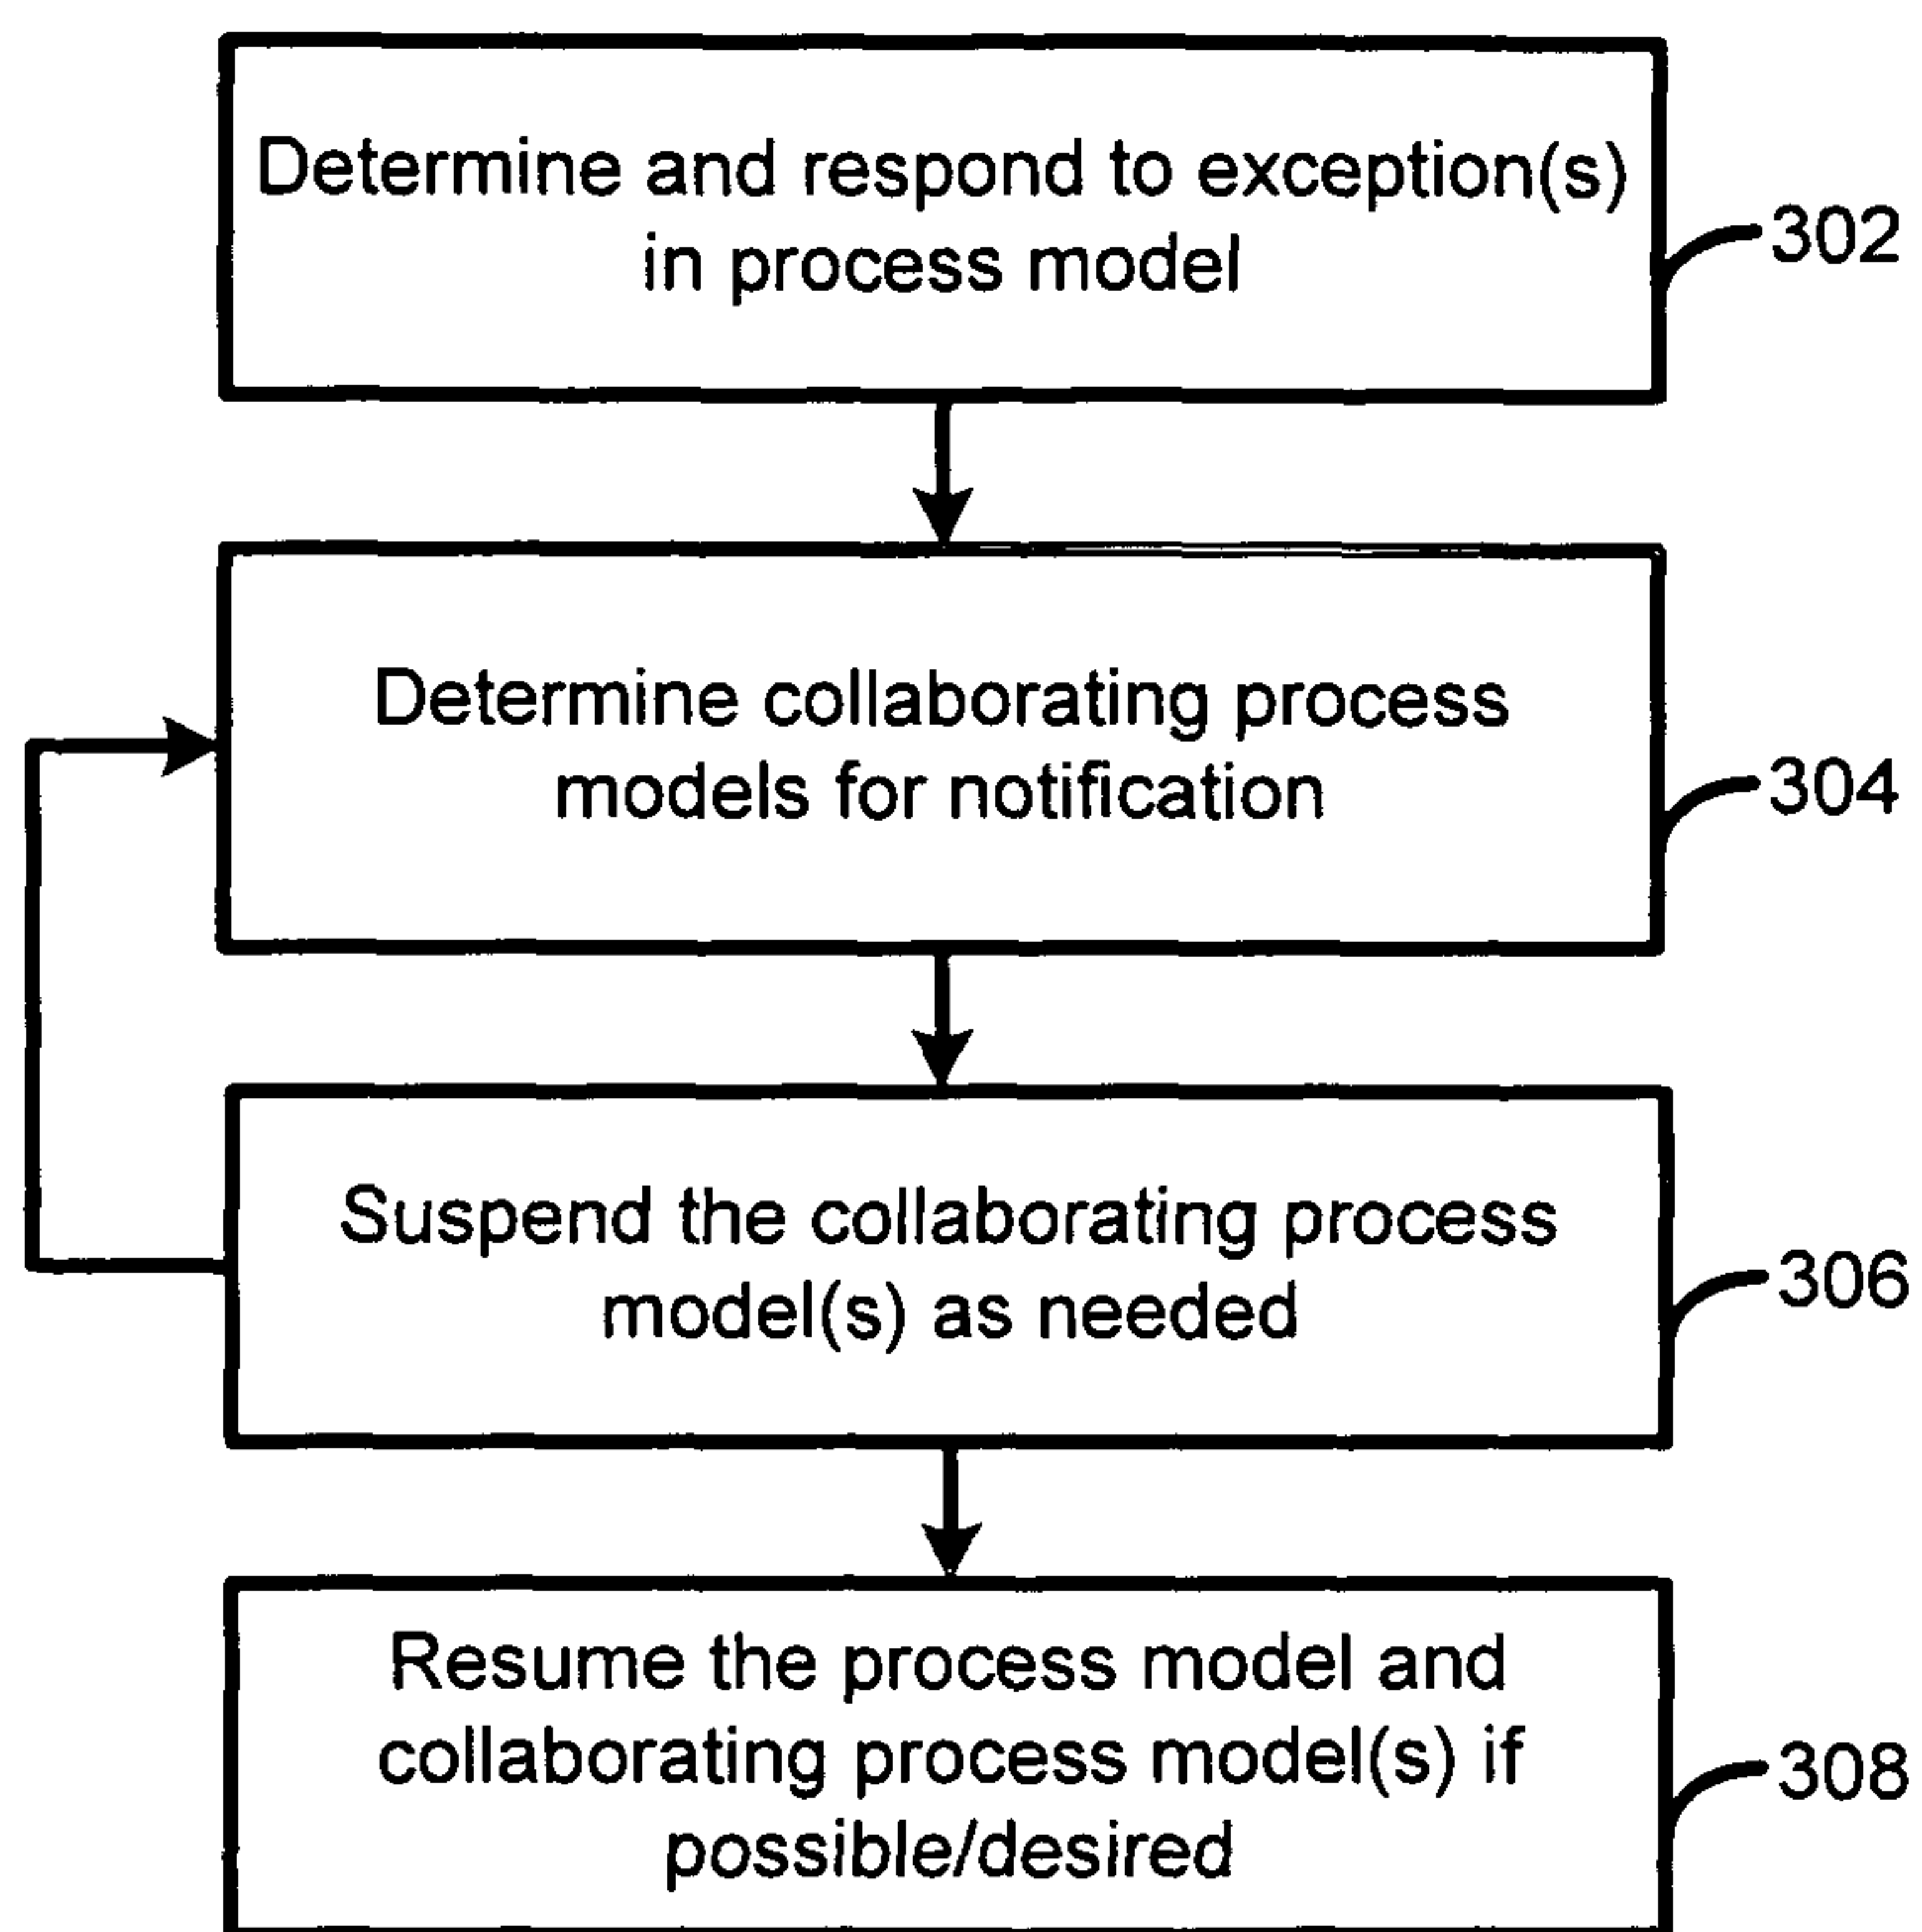 Determine and respond to exception(s)
in process model
302
Determine collaborating process
models for notification
304
Suspend the collaborating process
model(s) as needed
306
Resume the process model and
collaborating process model(s) if
possible/desired
308